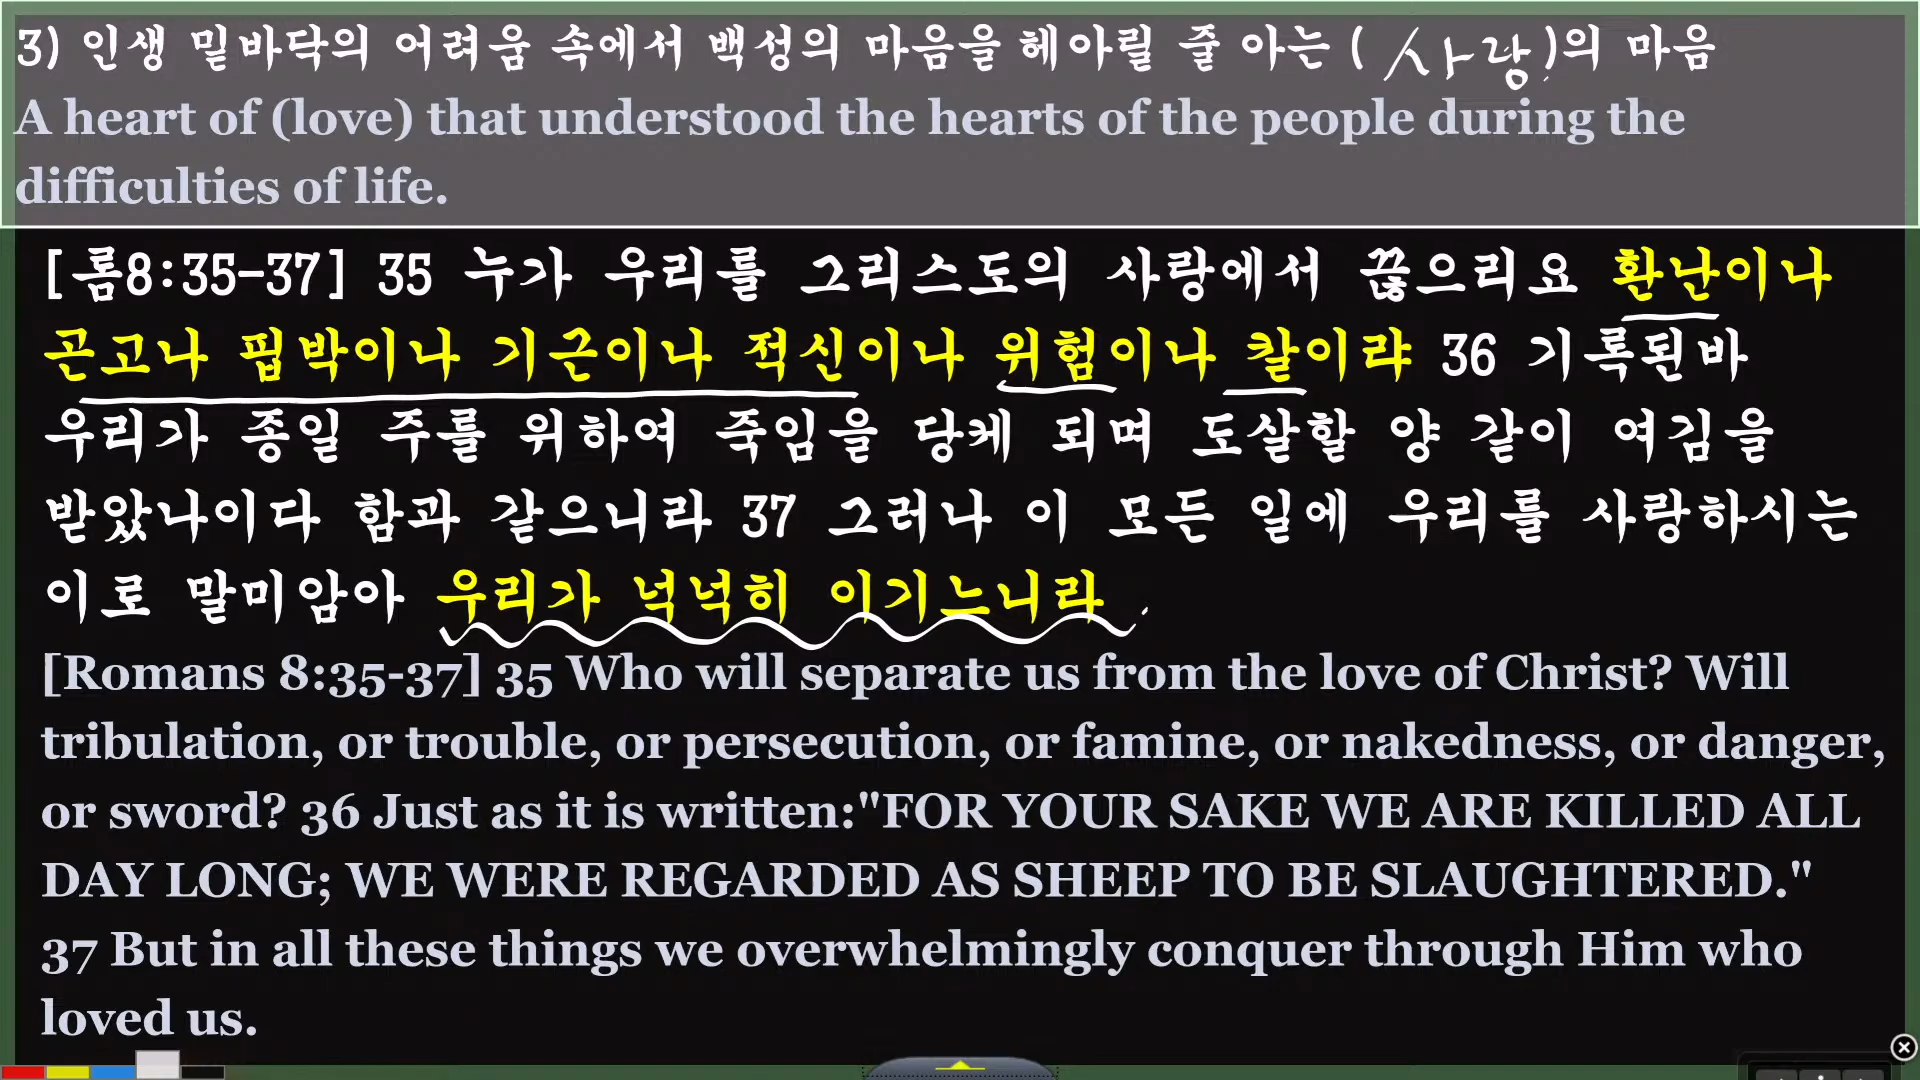 3) 인생 밑바닥의 어려움 속에서 백성의 마음을 헤아릴 줄 아는 (사랑)의 마음
A heart of (love) that understood the hearts of the people during the
difficulties of life.
[롬8:35-37] 35 누가 우리를 그리스도의 사랑에서 끊으리요 환난이나
곤고나 핍박이나 기근이나 적신이나 위험이나 칼이랴 36 기록된바
우리가 종일 주를 위하여 죽임을 당케 되며 도살할 양 같이 여김을
받았나이다 함과 같으니라 37 그러나 이 모든 일에 우리를 사랑하시는
이로 말미암아 우리가 넉넉히 이기느니라
[Romans 8:35-37] 35 Who will separate us from the love of Christ? Will
tribulation, or trouble, or persecution, or famine, or nakedness, or danger,
or sword? 36 Just as it is written:"FOR YOUR SAKE WE ARE KILLED ALL
DAY LONG; WE WERE REGARDED AS SHEEP TO BE SLAUGHTERED."
37 But in all these things we overwhelmingly conquer through Him who
loved us.